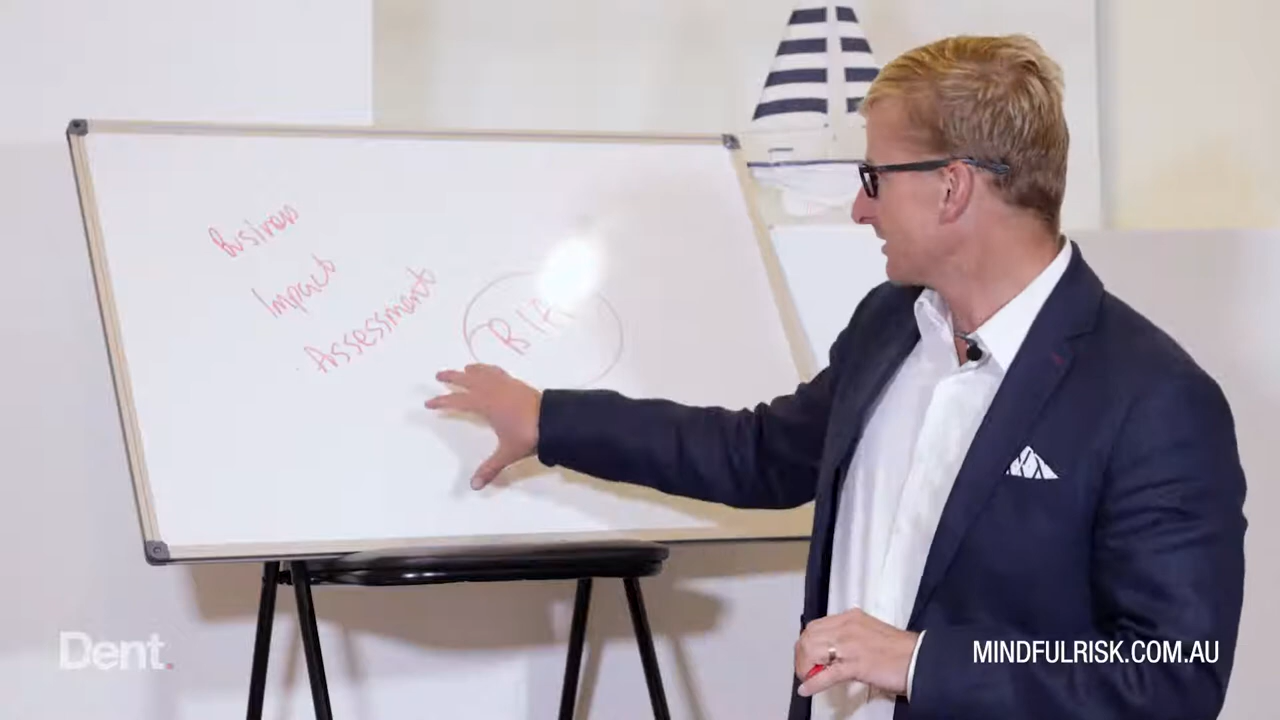 Business
Impact
Assessment
BIA
Dent.
MINDFULRISK.COM.AU